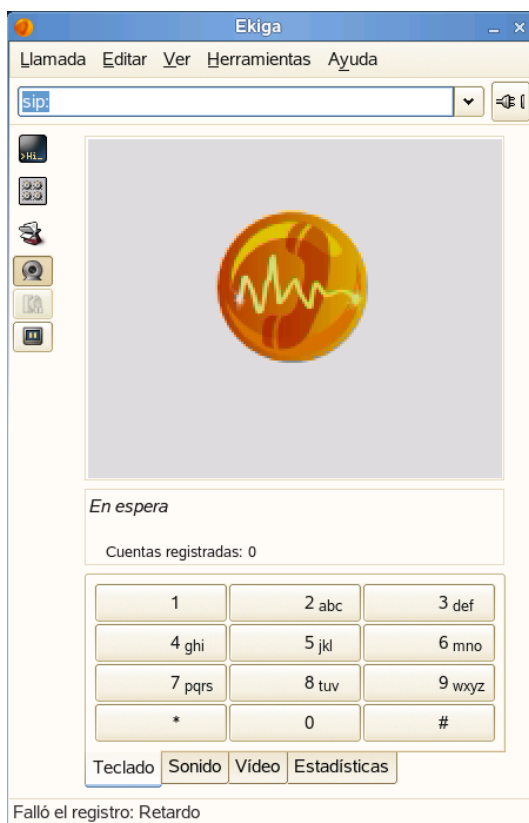 Ekiga
Llamada Editar Ver Herramientas Ayuda
sip:
>Hi_
En espera
Cuentas registradas: 0
1 2 abc 3 def
4 ghi 5 jkl 6 mno
7 pqrs 8 tuv 9 wxyz
* 0 #
Teclado Sonido Vídeo Estadísticas
Falló el registro: Retardo